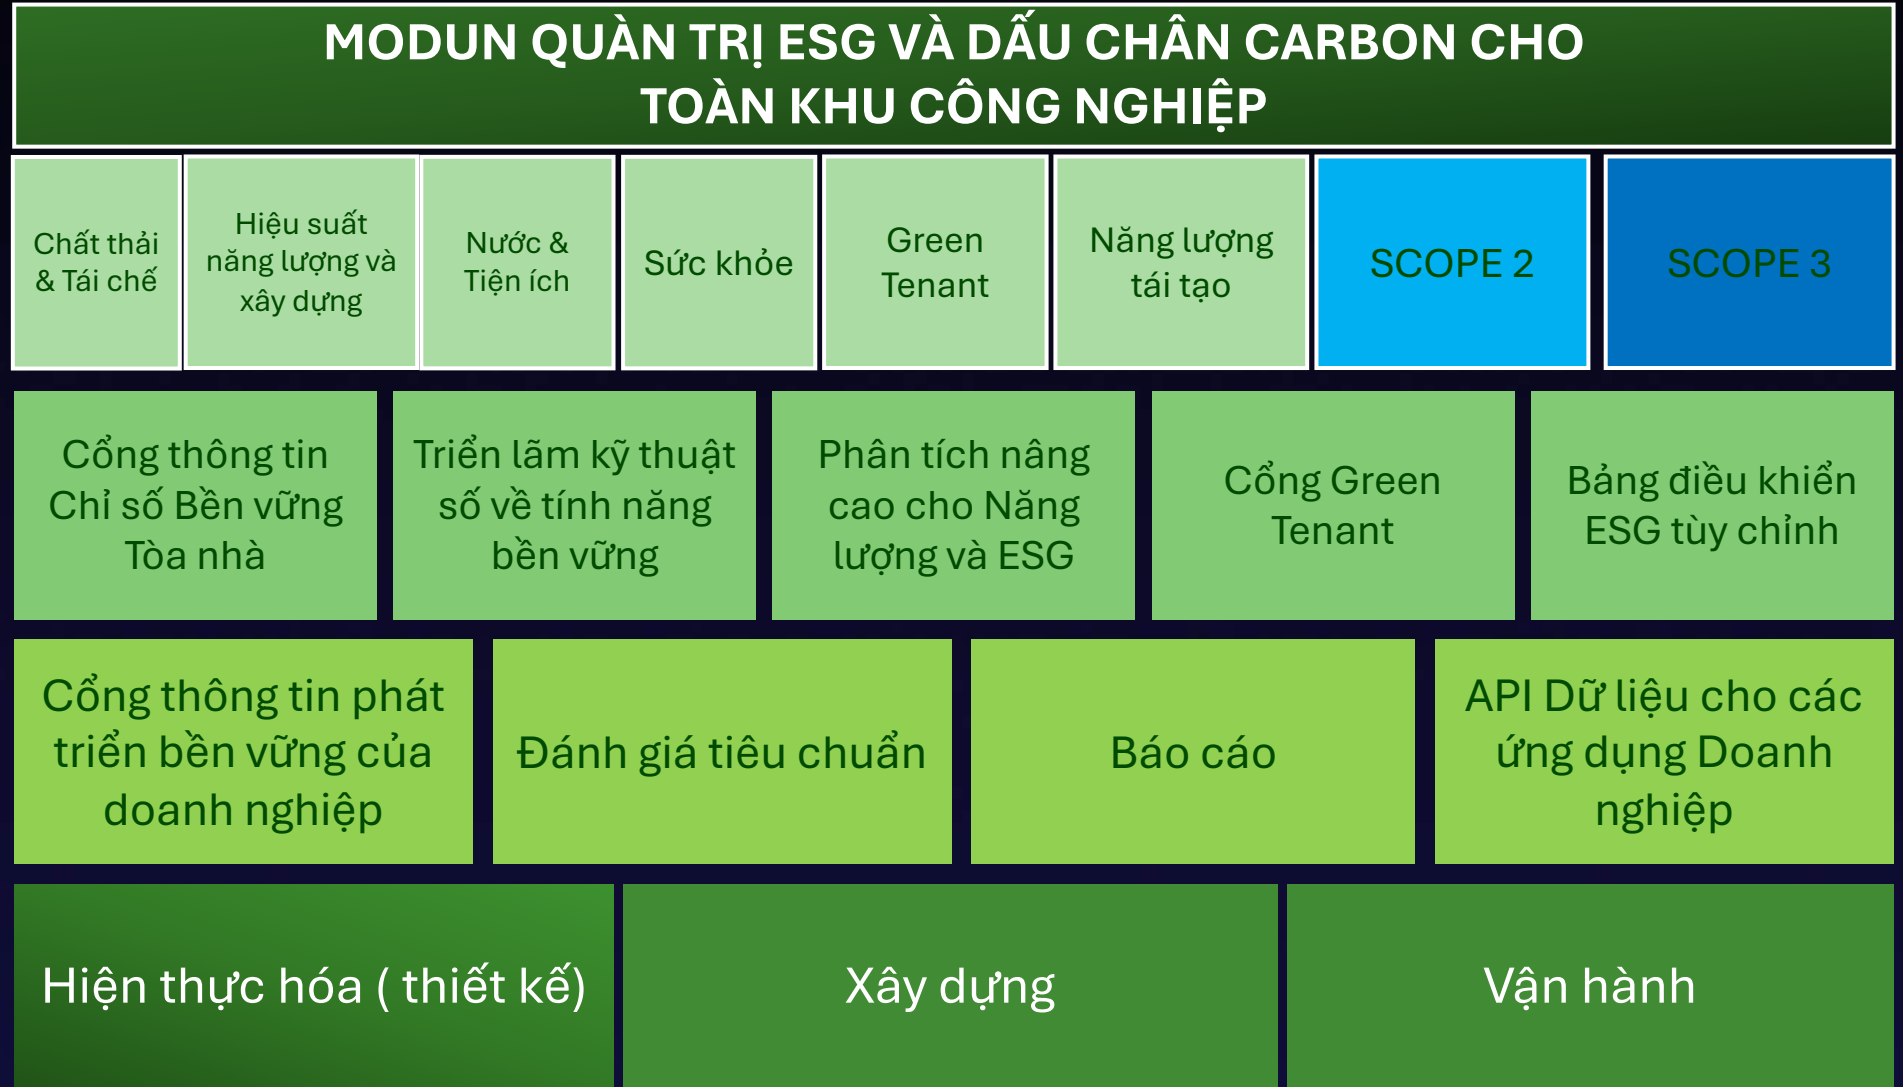 MODUN QUÀN TRỊ ESG VÀ DẤU CHÂN CARBON CHO
TOÀN KHU CÔNG NGHIỆP
Chất thải
& Tái chế
Hiệu suất
năng lượng và
xây dựng
Nước &
Tiện ích
Sức khỏe
Green
Tenant
Năng lượng
tái tạo
SCOPE 2
SCOPE 3
Cổng thông tin
Chỉ số Bền vững
Tòa nhà
Triển lãm kỹ thuật
số về tính năng
bền vững
Phân tích nâng
cao cho Năng
lượng và ESG
Cổng Green
Tenant
Bảng điều khiển
ESG tùy chỉnh
Cổng thông tin phát
triển bền vững của
doanh nghiệp
Đánh giá tiêu chuẩn
Báo cáo
API Dữ liệu cho các
ứng dụng Doanh
nghiệp
Hiện thực hóa ( thiết kế)
Xây dựng
Vận hành